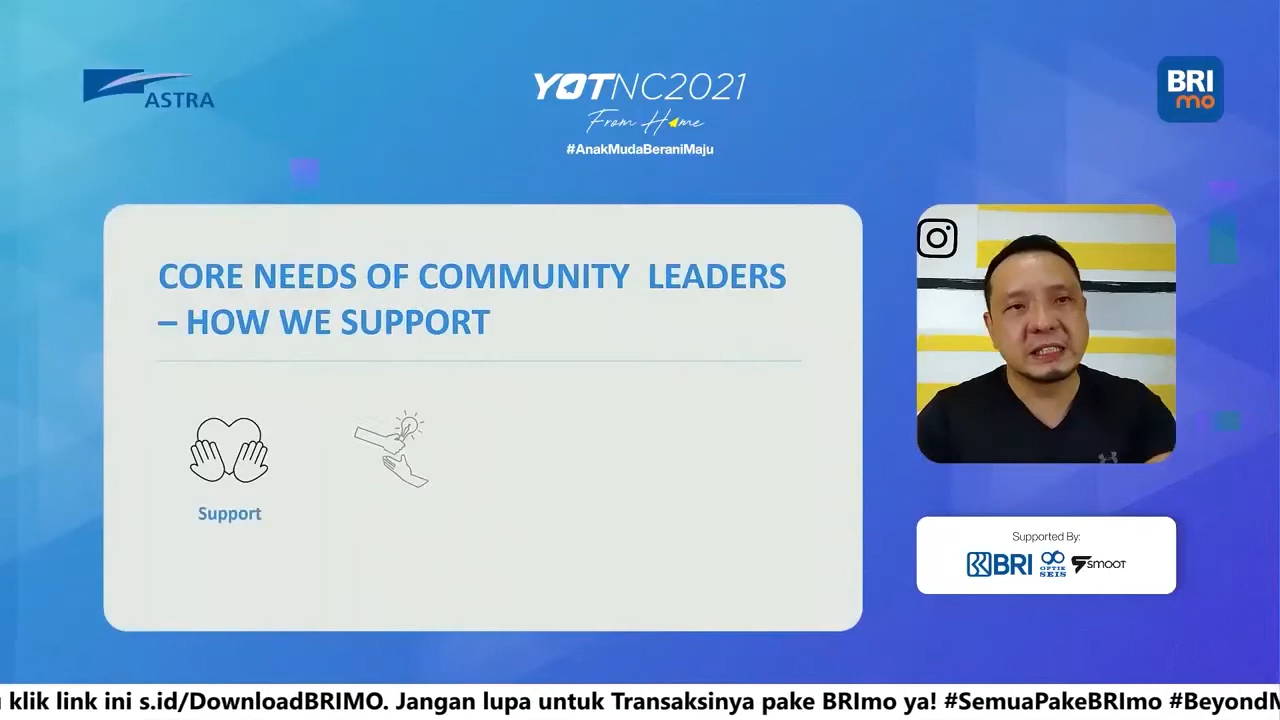 ASTRA
YOTNC2021
From Home
#AnakMudaBeraniMaju
BRI
mo
CORE NEEDS OF COMMUNITY LEADERS
– HOW WE SUPPORT
Support
Supported By:
BRI
OPTIK
SEIS
SMOOT
klik link ini s.id/DownloadBRIMO. Jangan lupa untuk Transaksinya pake BRImo ya! #SemuaPakeBRImo